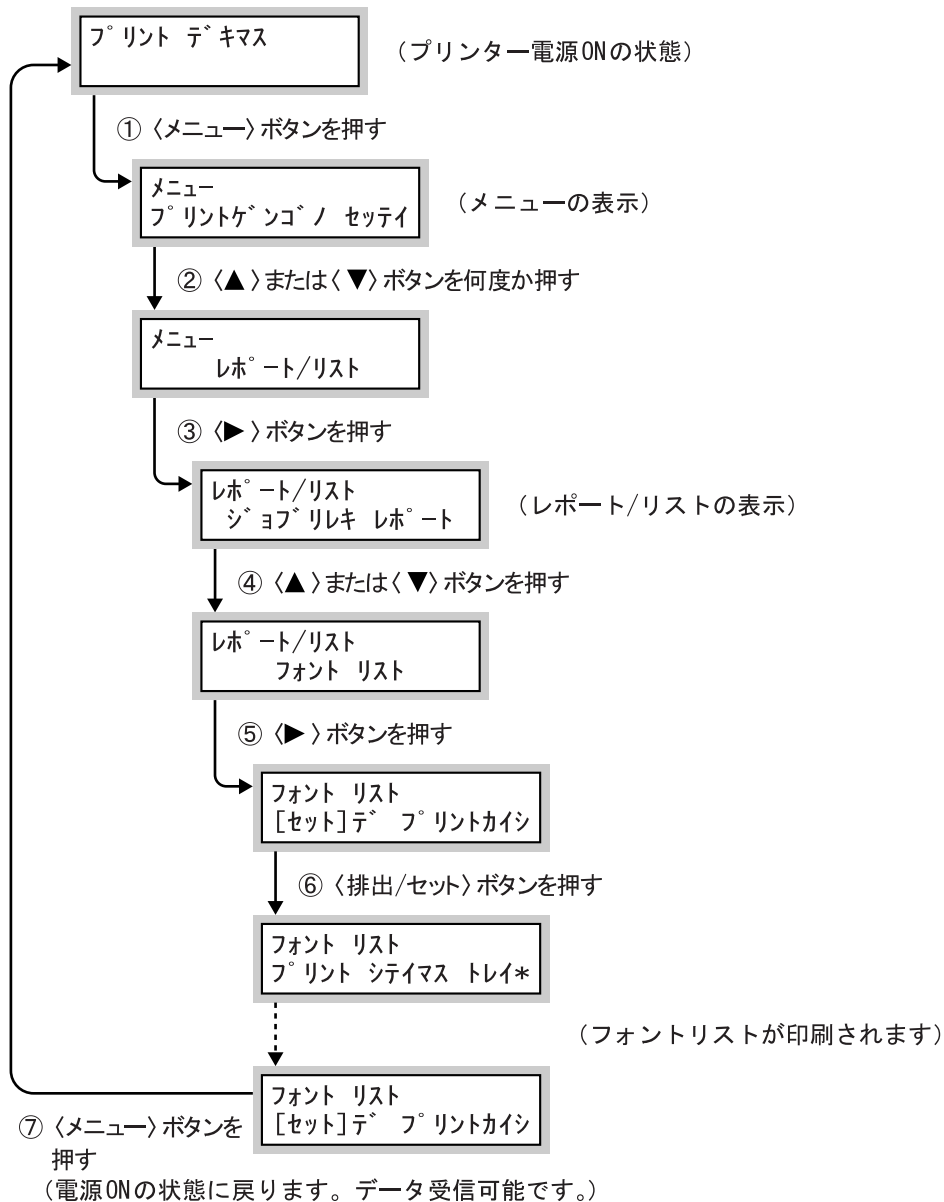 プリント デキマス
（プリンター電源ONの状態）
① 〈メニュー〉ボタンを押す
メニュー
プリントゲンゴノ セッテイ
（メニューの表示）
② 〈▲〉または〈▼〉ボタンを何度か押す
メニュー
レポート/リスト
③ 〈▶〉ボタンを押す
レポート/リスト
ジョブリレキ レポート
（レポート/リストの表示）
④ 〈▲〉または〈▼〉ボタンを押す
レポート/リスト
フォント リスト
⑤ 〈▶〉ボタンを押す
フォント リスト
[セット]デ プリントカイシ
⑥ 〈排出/セット〉ボタンを押す
フォント リスト
プリント シテイマス トレイ*
（フォントリストが印刷されます）
フォント リスト
[セット]デ プリントカイシ
⑦ 〈メニュー〉ボタンを
押す
（電源ONの状態に戻ります。データ受信可能です。）